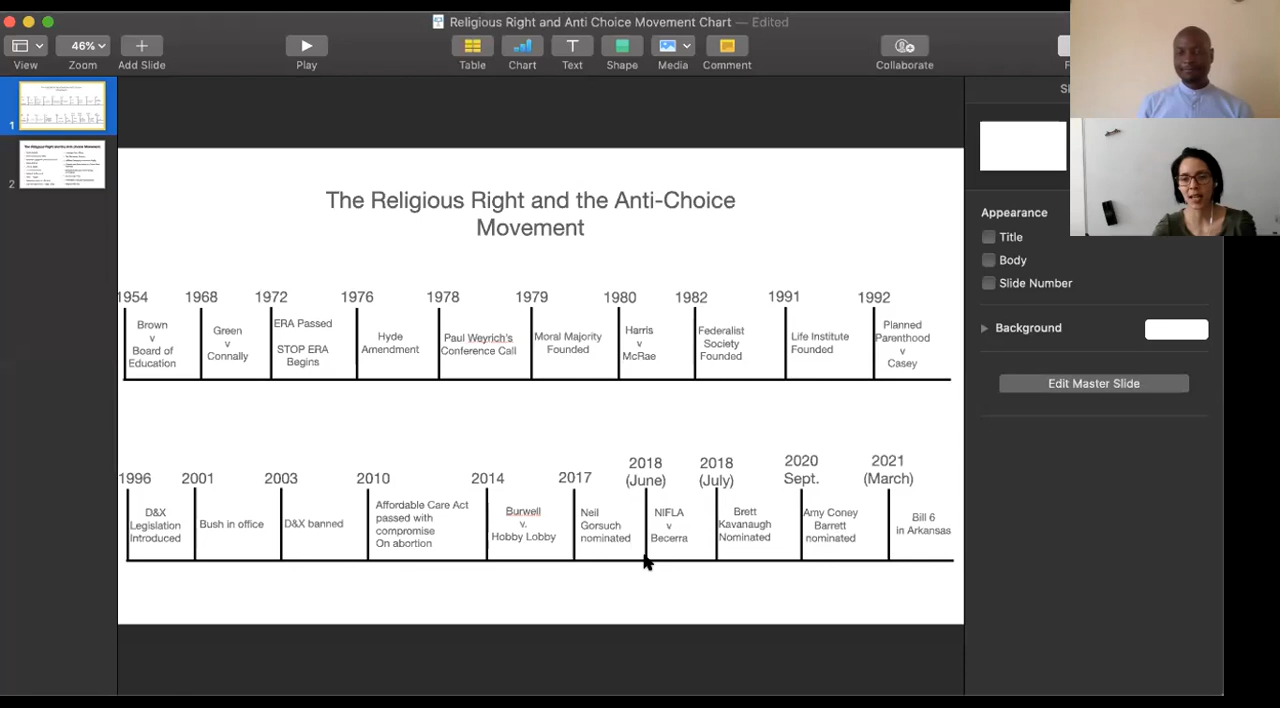 Religious Right and Anti Choice Movement Chart — Edited
46%
View
Zoom
Add Slide
Play
Table
Chart
Text
Shape
Media
Comment
Collaborate
1
2
The Religious Right and the Anti-Choice
Movement
1954
1968
1972
1976
1978
1979
1980
1982
1991
1992
Brown
v
Board of
Education
Green
v
Connally
ERA Passed
STOP ERA
Begins
Hyde
Amendment
Paul Weyrich's
Conference Call
Moral Majority
Founded
Harris
v
McRae
Federalist
Society
Founded
Life Institute
Founded
Planned
Parenthood
v
Casey
1996
2001
2003
2010
2014
2017
2018
(June)
2018
(July)
2020
Sept.
2021
(March)
D&X
Legislation
Introduced
Bush in office
D&X banned
Affordable Care Act
passed with
compromise
On abortion
Burwell
v.
Hobby Lobby
Neil
Gorsuch
nominated
NIFLA
v
Becerra
Brett
Kavanaugh
Nominated
Amy Coney
Barrett
nominated
Bill 6
in Arkansas
Appearance
Title
Body
Slide Number
Background
Edit Master Slide